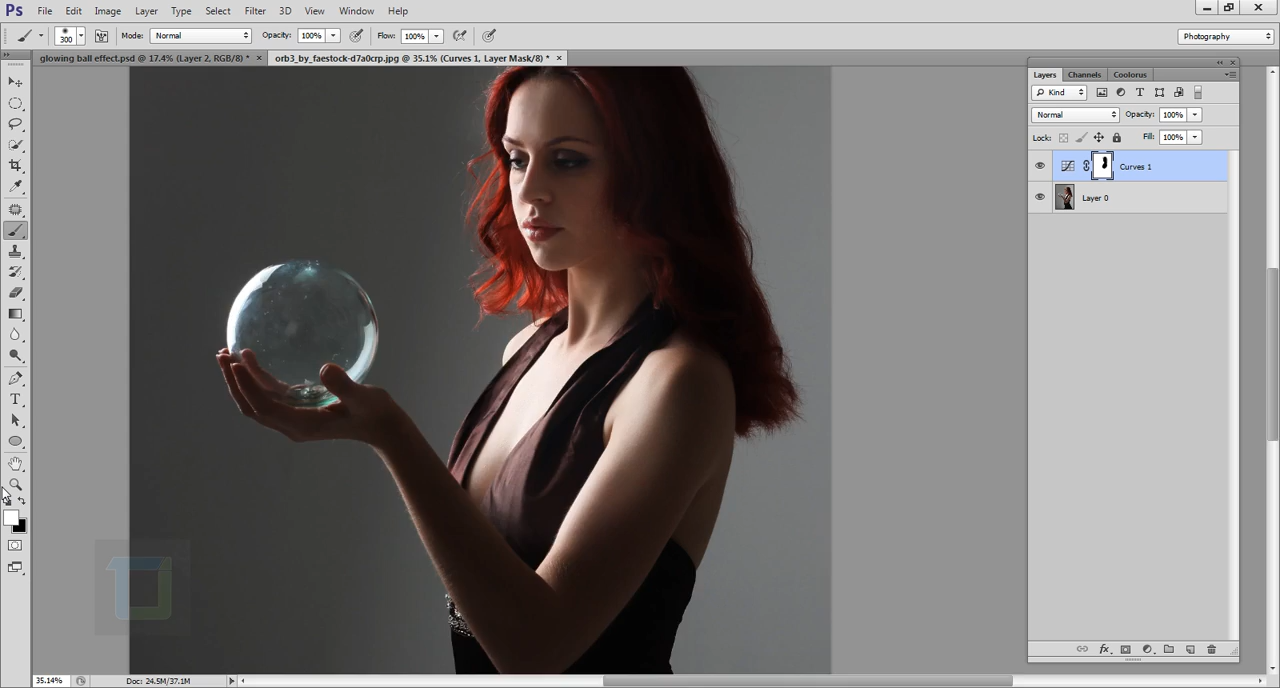 Ps File Edit Image Layer Type Select Filter 3D View Window Help
300 Mode: Normal Opacity: 100% Flow: 100% Photography
glowing ball effect.psd @ 17.4% (Layer 2, RGB/8) * × orb3_by_faestock-d7a0crp.jpg @ 35.1% (Curves 1, Layer Mask/8) * ×
Layers Channels Coolorus
Kind
Normal Opacity: 100%
Lock: Fill: 100%
Curves 1
Layer 0
fx
35.14% Doc: 24.5M/37.1M